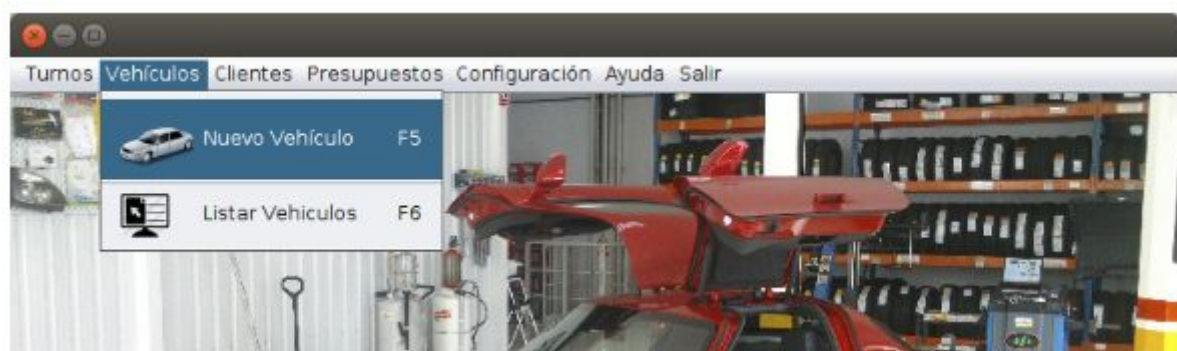 Turnos Vehículos Clientes Presupuestos Configuración Ayuda Salir
Nuevo Vehículo F5
Listar Vehiculos F6